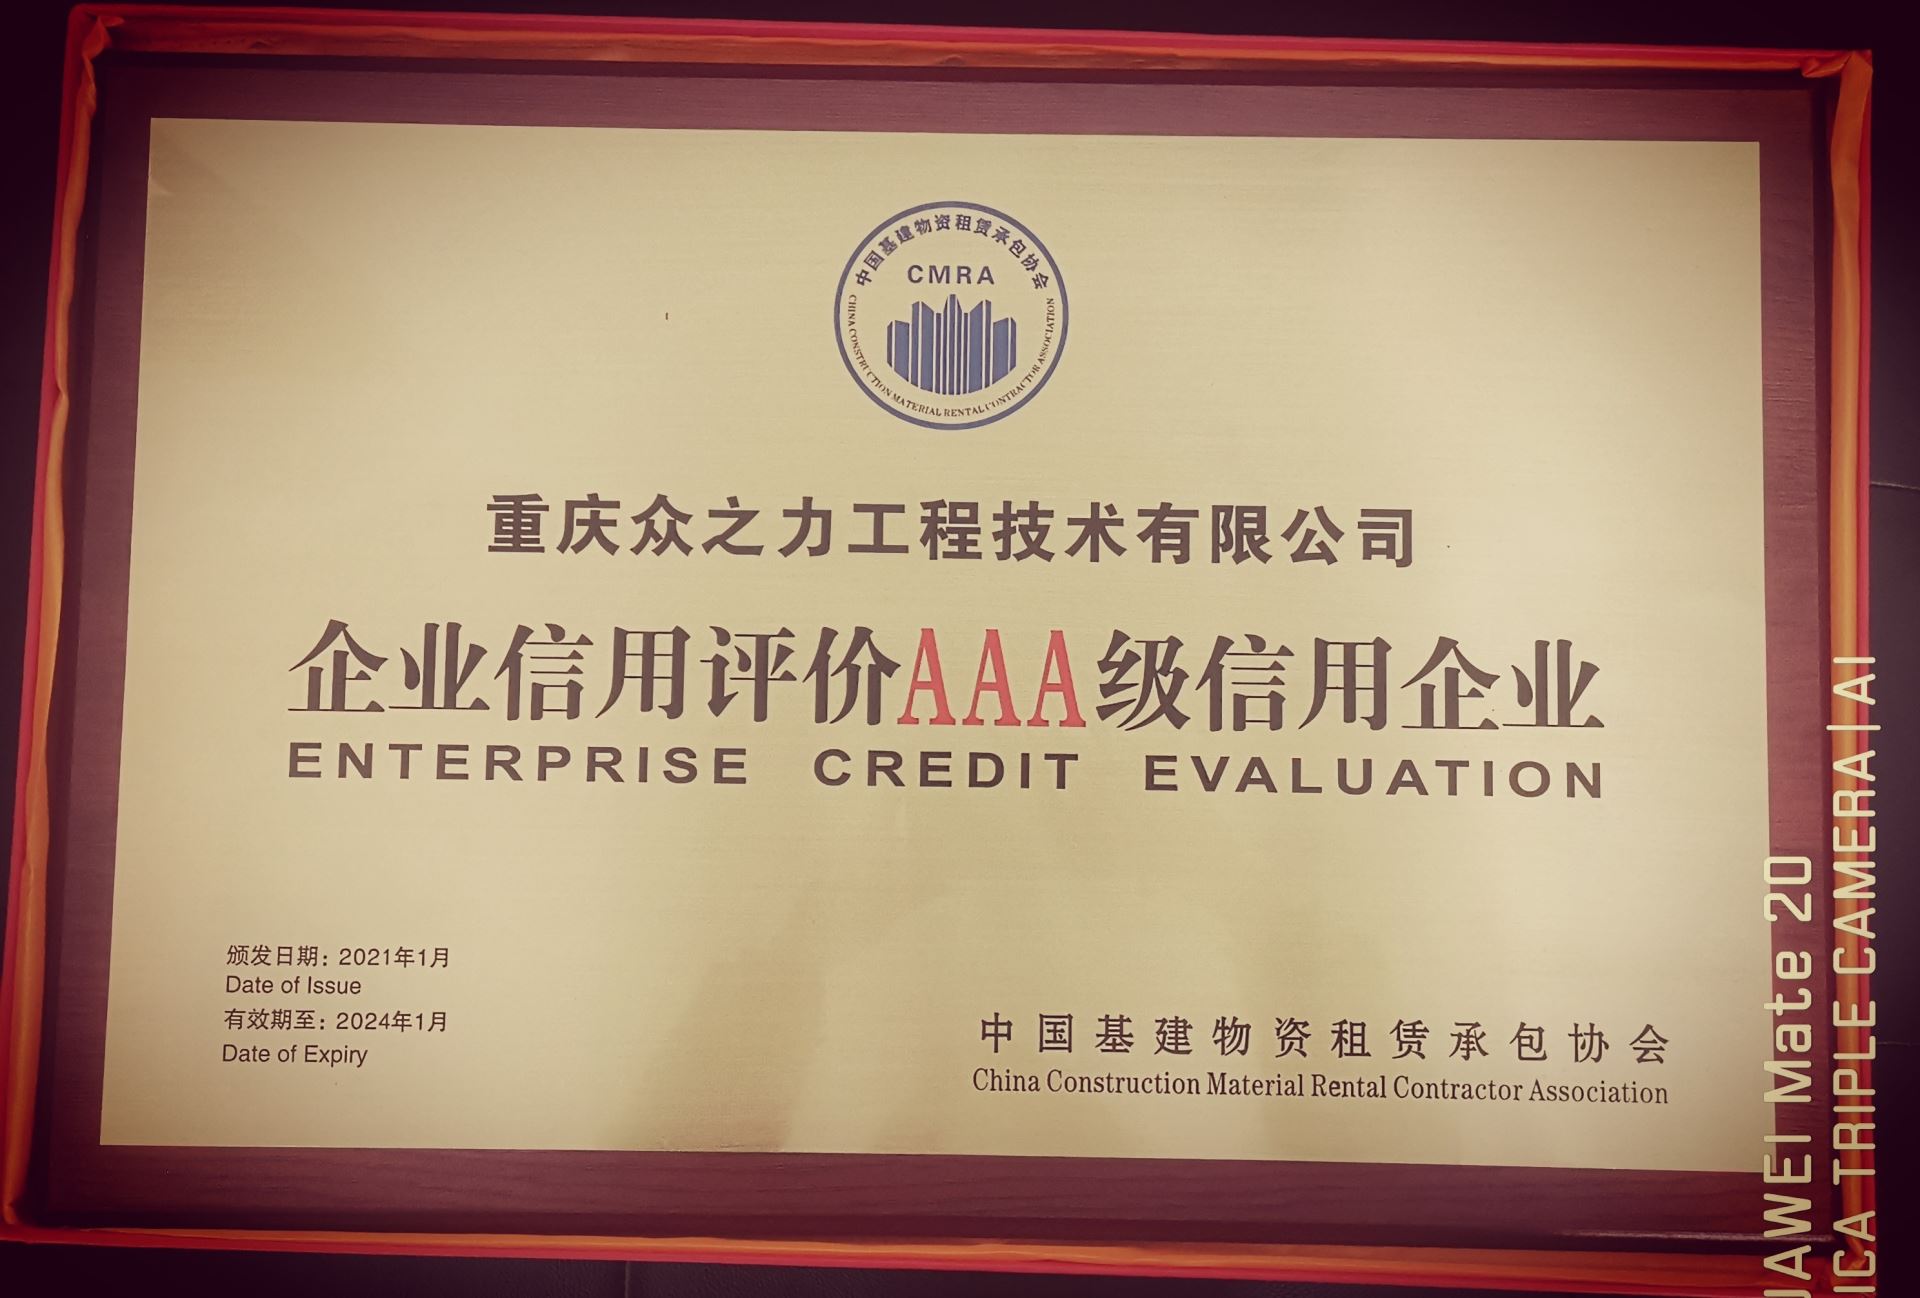 中国基建物资租赁承包协会
CMRA
CHINA CONSTRUCTION MATERIAL RENTAL CONTRACTOR ASSOCIATION
重庆众之力工程技术有限公司
企业信用评价AAA级信用企业
ENTERPRISE CREDIT EVALUATION
颁发日期：2021年1月
Date of Issue
有效期至：2024年1月
Date of Expiry
中国基建物资租赁承包协会
China Construction Material Rental Contractor Association
JAWEI Mate 20
ICA TRIPLE CAMERA | AI